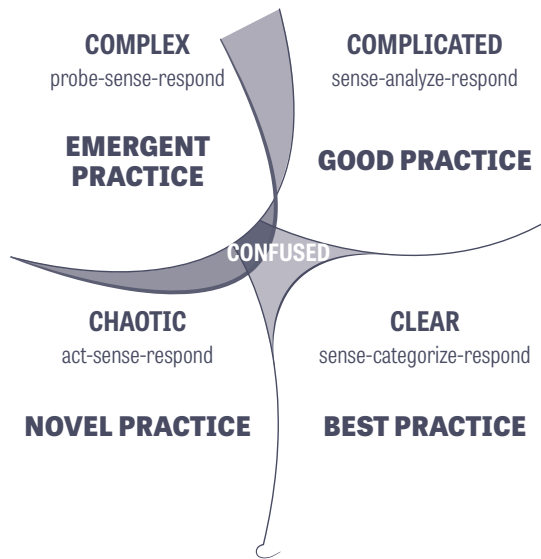 COMPLEX
probe-sense-respond
EMERGENT
PRACTICE
COMPLICATED
sense-analyze-respond
GOOD PRACTICE
CONFUSED
CHAOTIC
act-sense-respond
NOVEL PRACTICE
CLEAR
sense-categorize-respond
BEST PRACTICE